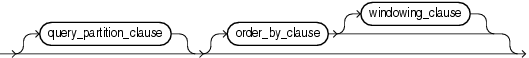 windowing_clause
query_partition_clause
order_by_clause